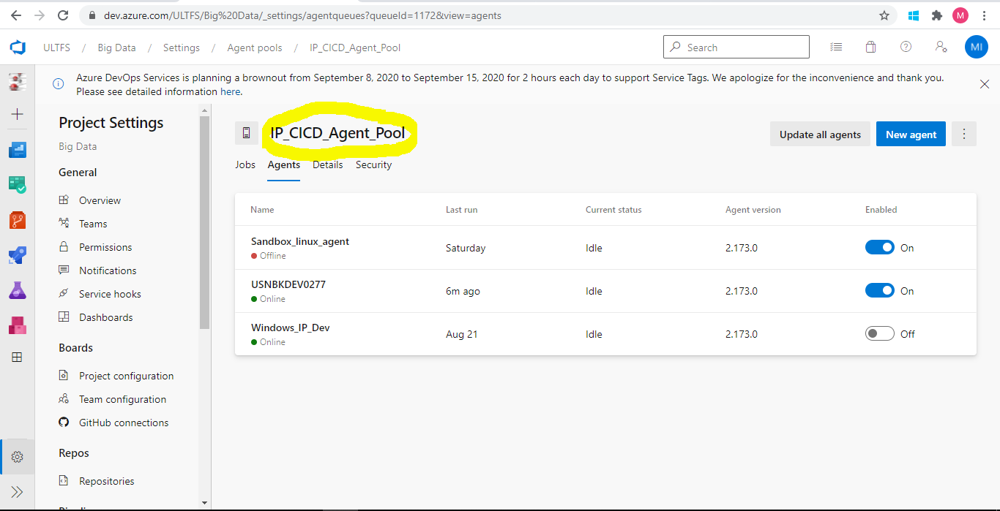 dev.azure.com/ULTFS/Big%20Data/_settings/agentqueues?queueId=1172&view=agents
M
ULTFS / Big Data / Settings / Agent pools / IP_CICD_Agent_Pool
Search
MI
Azure DevOps Services is planning a brownout from September 8, 2020 to September 15, 2020 for 2 hours each day to support Service Tags. We apologize for the inconvenience and thank you.
Please see detailed information here.
Project Settings
Big Data
General
Overview
Teams
Permissions
Notifications
Service hooks
Dashboards
Boards
Project configuration
Team configuration
GitHub connections
Repos
Repositories
IP_CICD_Agent_Pool
Update all agents
New agent
Jobs Agents Details Security
Name Last run Current status Agent version Enabled
Sandbox_linux_agent
Offline
Saturday Idle 2.173.0 On
USNBKDEV0277
Online
6m ago Idle 2.173.0 On
Windows_IP_Dev
Online
Aug 21 Idle 2.173.0 Off